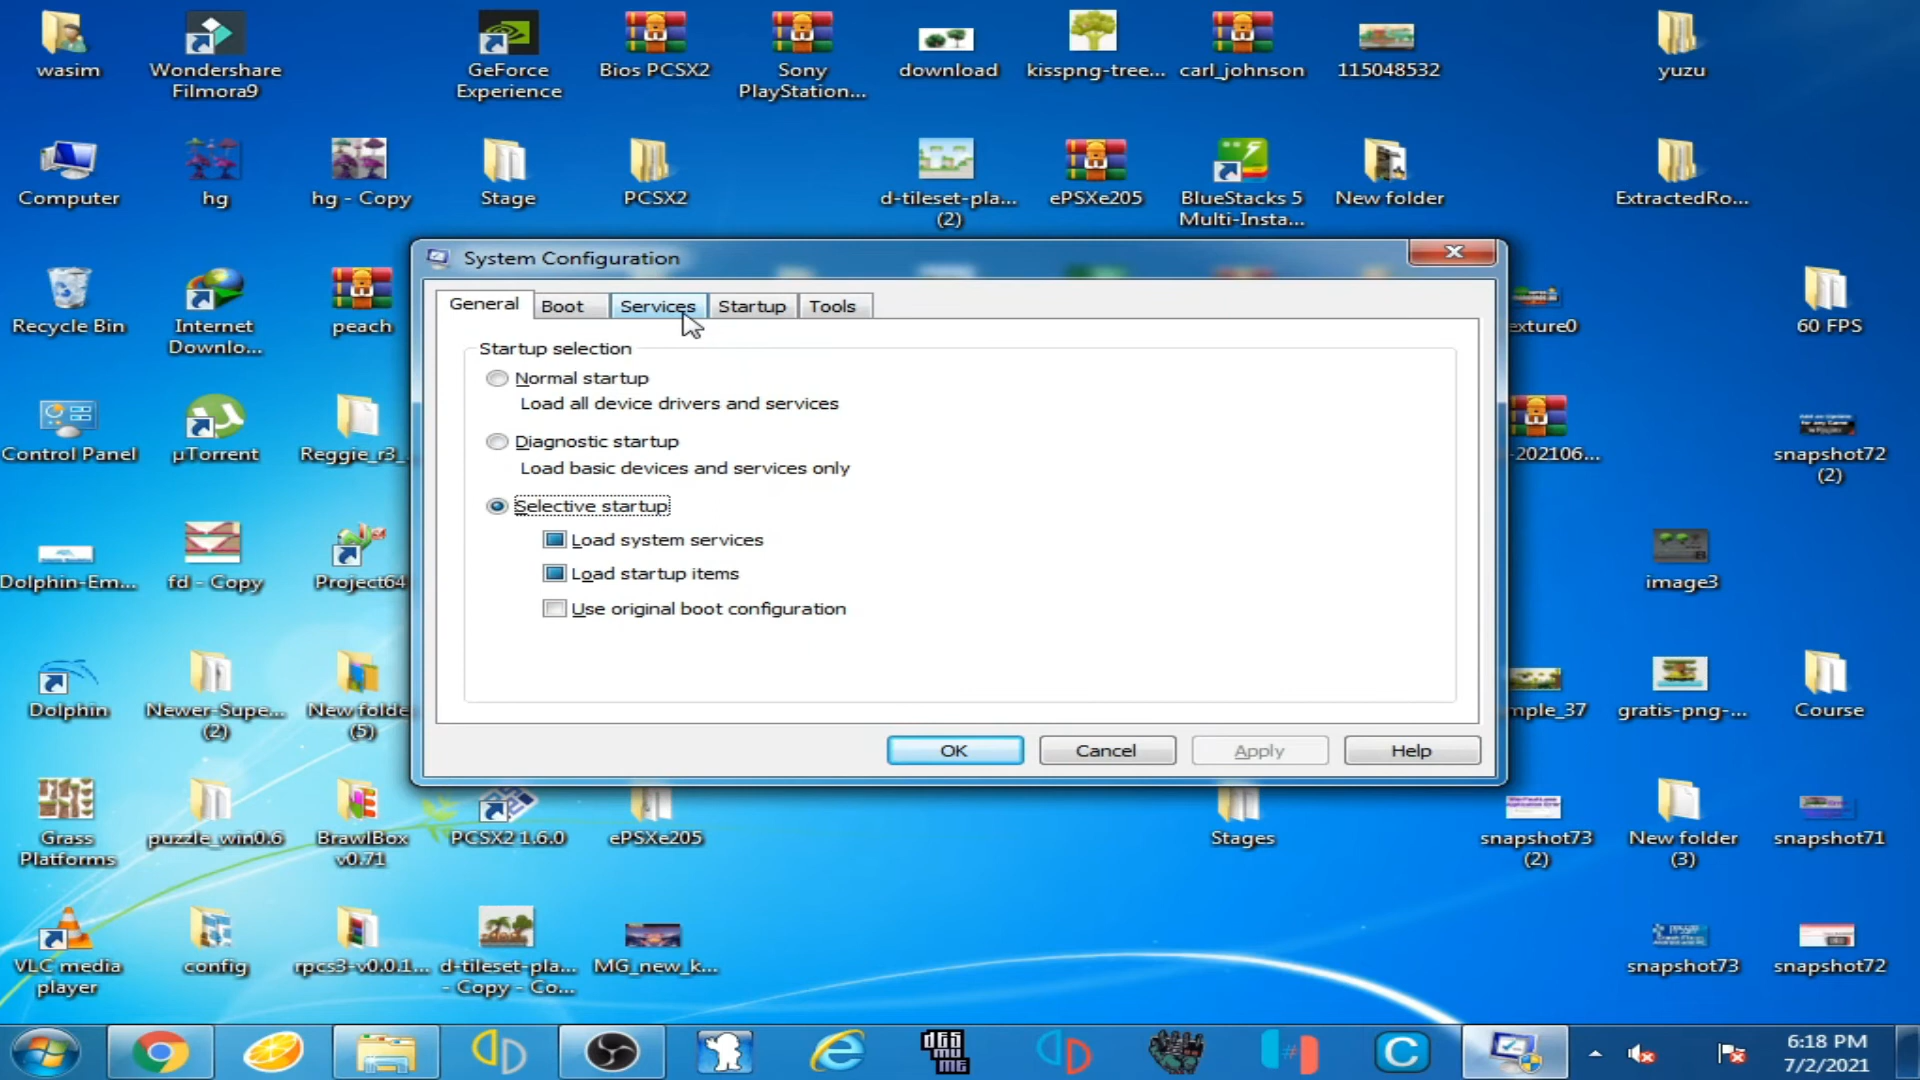 wasim
Wondershare
Filmora9
GeForce
Experience
Bios PCSX2
Sony
PlayStation...
download
kisspng-tree...
carl_johnson
115048532
yuzu
Computer
hg
hg - Copy
Stage
PCSX2
d-tileset-pla...
(2)
ePSXe205
BlueStacks 5
Multi-Insta...
New folder
ExtractedRo...
Recycle Bin
Internet
Downlo...
peach
exture0
60 FPS
Control Panel
µTorrent
Reggie_r3_
-202106...
snapshot72
(2)
Dolphin-Em...
fd - Copy
Project64
image3
Dolphin
Newer-Supe...
(2)
New folde
(5)
mple_37
gratis-png-...
Course
Grass
Platforms
puzzle_win0.6
BrawlBox
v0.71
PCSX2 1.6.0
ePSXe205
Stages
snapshot73
(2)
New folder
(3)
snapshot71
VLC media
player
config
rpcs3-v0.0.1...
d-tileset-pla...
- Copy - Co...
MG_new_k...
snapshot73
snapshot72
System Configuration
General
Boot
Services
Startup
Tools
Startup selection
Normal startup
Load all device drivers and services
Diagnostic startup
Load basic devices and services only
Selective startup
Load system services
Load startup items
Use original boot configuration
OK
Cancel
Apply
Help
6:18 PM
7/2/2021